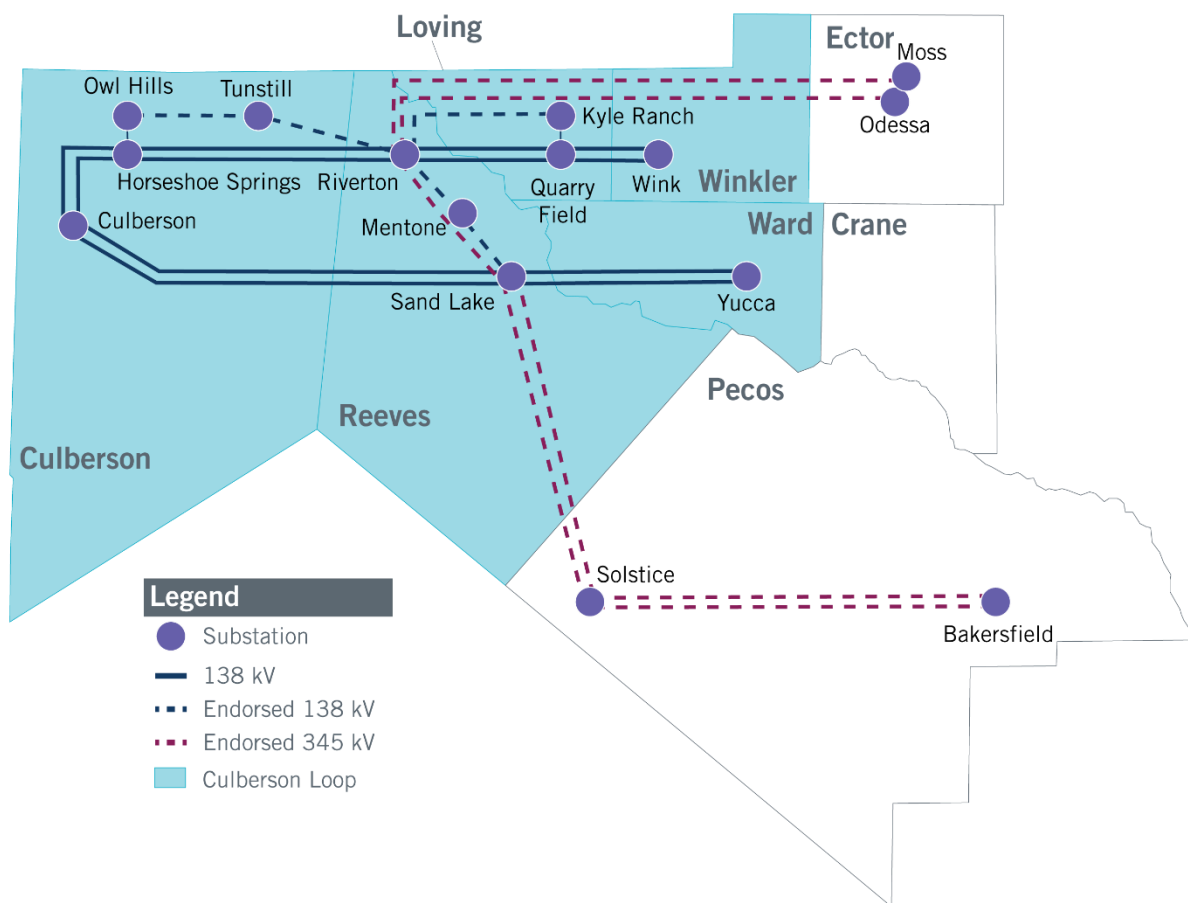 Loving
Ector
Moss
Owl Hills
Tunstill
Kyle Ranch
Odessa
Horseshoe Springs
Riverton
Quarry
Field
Wink
Winkler
Culberson
Mentone
Ward
Crane
Sand Lake
Yucca
Pecos
Reeves
Culberson
Solstice
Bakersfield
Legend
Substation
138 kV
Endorsed 138 kV
Endorsed 345 kV
Culberson Loop